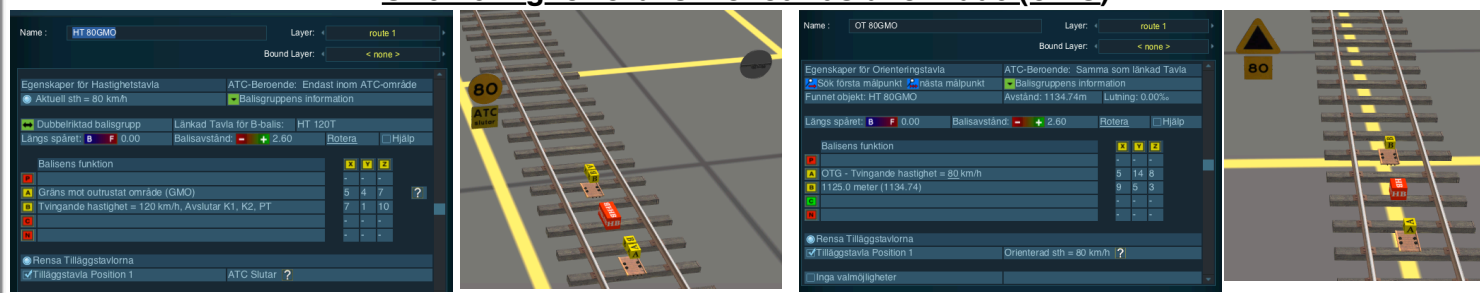 Name : HT 80GMO Layer: route 1
Bound Layer: < none >
Egenskaper för Hastighetstavla ATC-Beroende: Endast inom ATC-område
Aktuell sth = 80 km/h Balisgruppens information
Dubbelriktad balisgrupp Länkad Tavla för B-balis: HT 120T
Längs spåret: B F 0.00 Balisavstånd: - + 2.60 Rotera Hjälp
Balisens funktion X Y Z
P - - -
A Gräns mot outrustat område (GMO) 5 4 7 ?
B Tvingande hastighet = 120 km/h, Avslutar K1, K2, PT 7 1 10
C - - -
N - - -
Rensa Tilläggstavlorna
Tilläggstavla Position 1 ATC Slutar ?
80
ATC
slutar
Name : OT 80GMO Layer: route 1
Bound Layer: < none >
Egenskaper för Orienteringstavla ATC-Beroende: Samma som länkad Tavla
Sök första målpunkt nästa målpunkt Balisgruppens information
Funnet objekt: HT 80GMO Avstånd: 1134.74m Lutning: 0.00‰
Längs spåret: B F 0.00 Balisavstånd: - + 2.60 Rotera Hjälp
Balisens funktion X Y Z
P - - -
A OTG - Tvingande hastighet = 80 km/h 5 14 8
B 1125.0 meter (1134.74) 9 5 3
C - - -
N - - -
Rensa Tilläggstavlorna
Tilläggstavla Position 1 Orienterad sth = 80 km/h ?
Inga valmöjligheter
80
B
HB
A